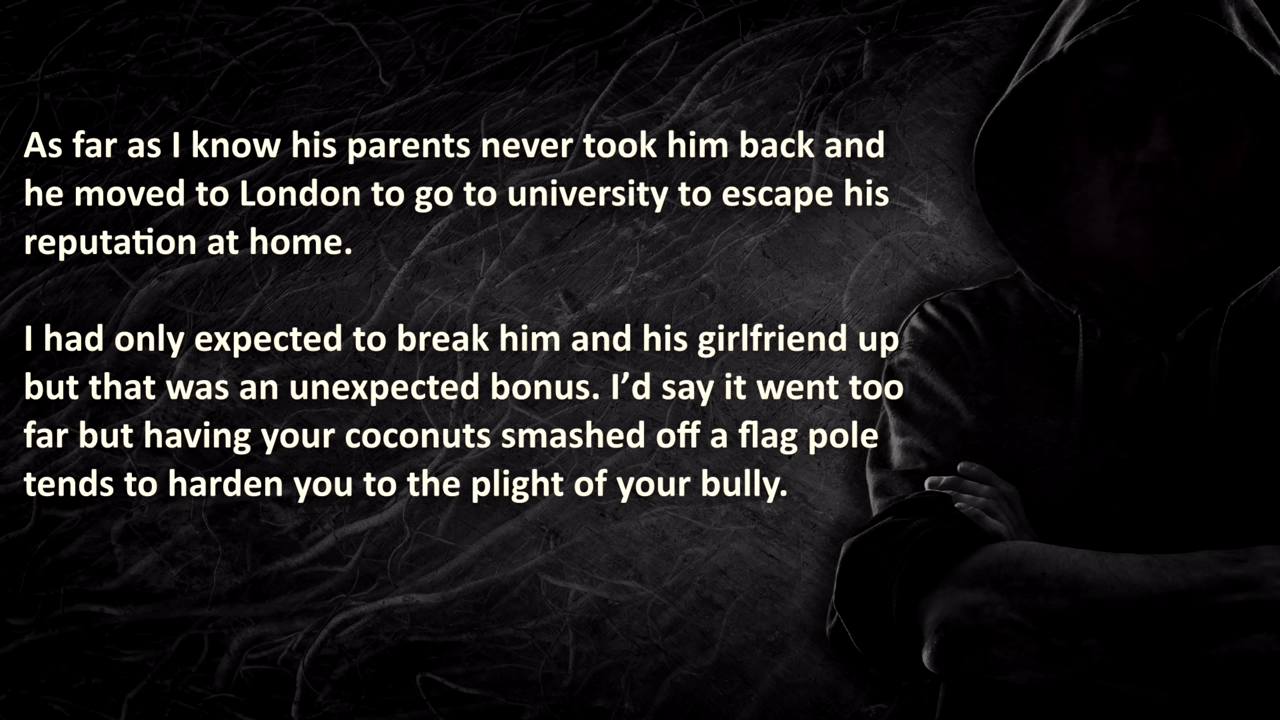 As far as I know his parents never took him back and
he moved to London to go to university to escape his
reputation at home.
I had only expected to break him and his girlfriend up
but that was an unexpected bonus. I’d say it went too
far but having your coconuts smashed off a flag pole
tends to harden you to the plight of your bully.